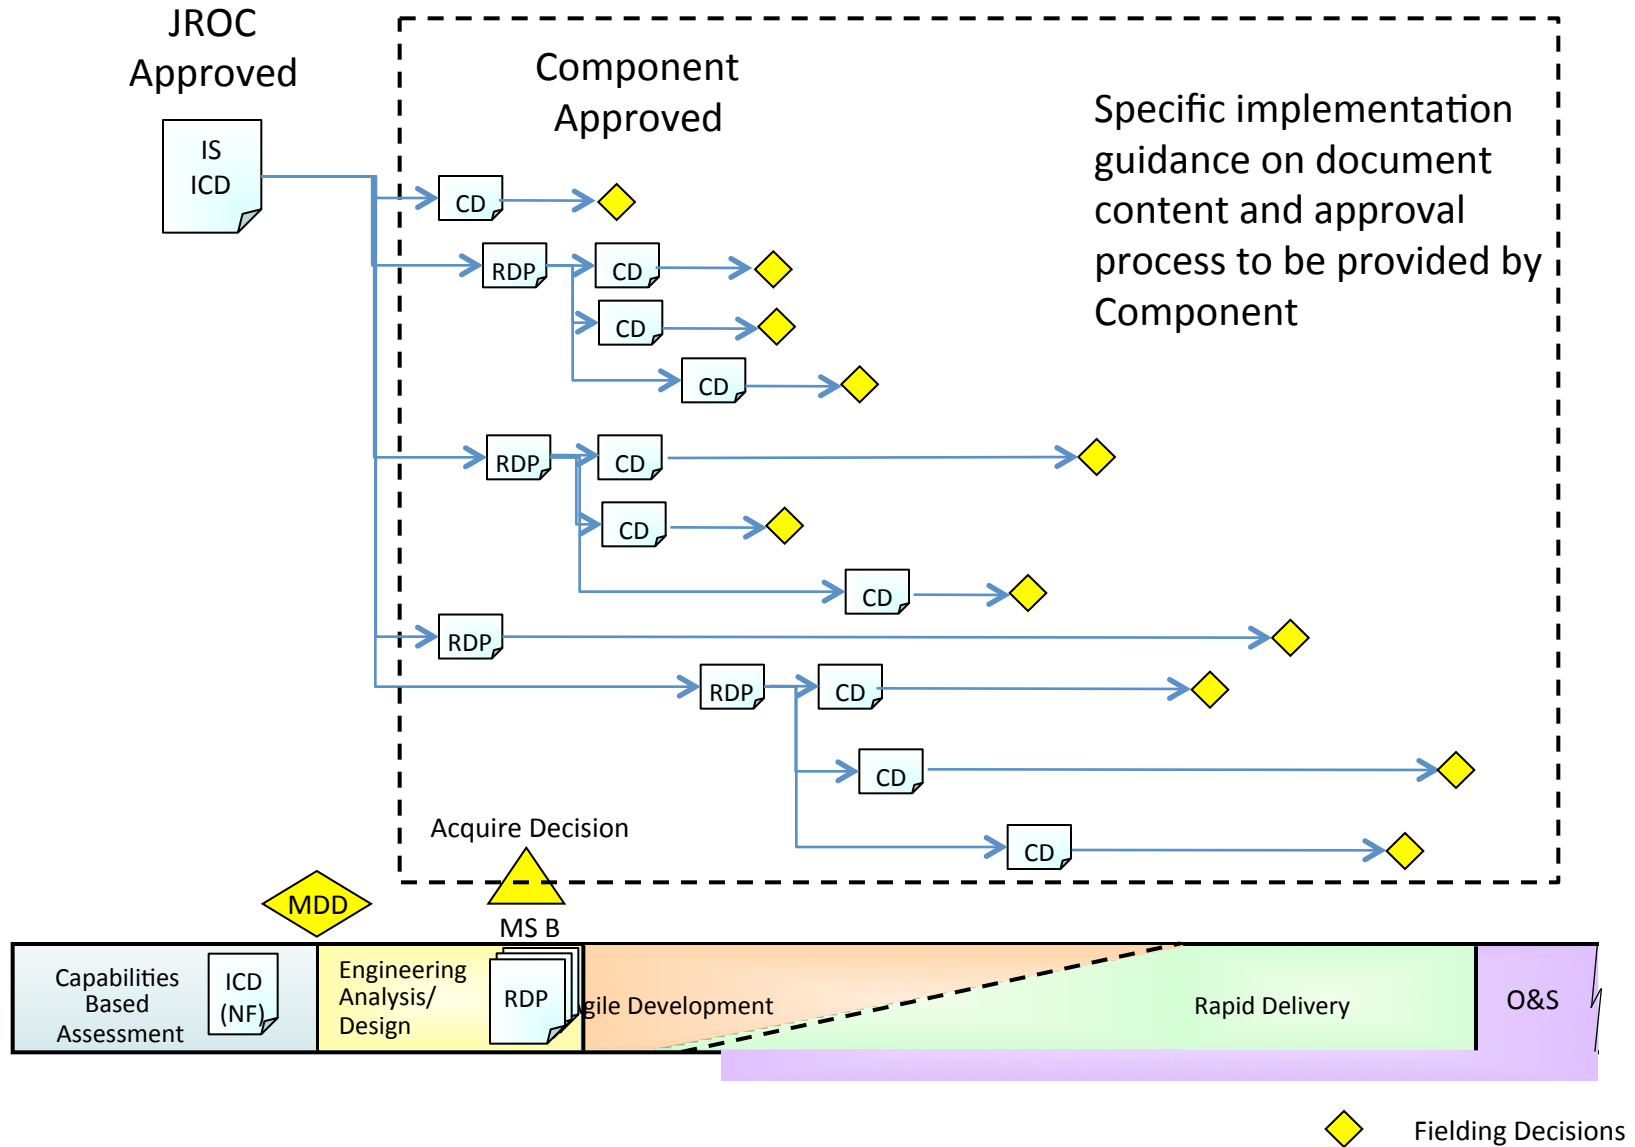 JROC
Approved
IS
ICD
Component
Approved
Specific implementation
guidance on document
content and approval
process to be provided by
Component
CD
RDP
CD
CD
CD
RDP
CD
CD
CD
RDP
RDP
CD
CD
CD
Acquire Decision
MDD
MS B
Capabilities
Based
Assessment
ICD
(NF)
Engineering
Analysis/
Design
RDP
gile Development
Rapid Delivery
O&S
Fielding Decisions